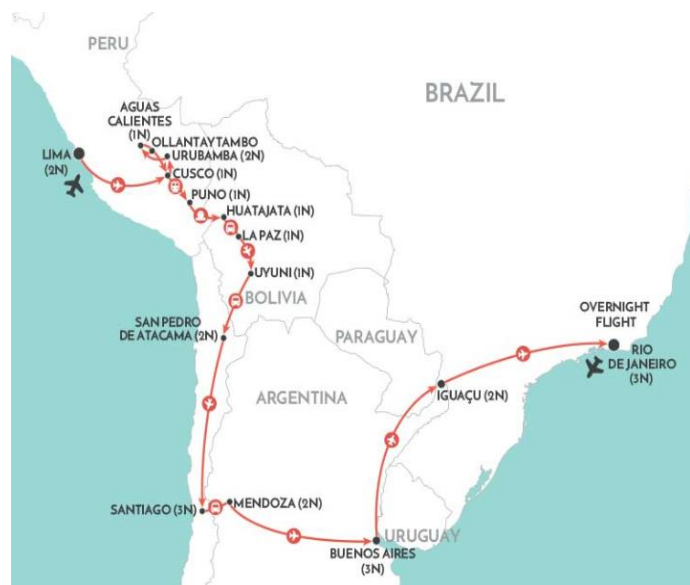 PERU
BRAZIL
AGUAS
CALIENTES
(1N)
OLLANTAYTAMBO
URUBAMBA (2N)
LIMA
(2N)
CUSCO (1N)
PUNO (1N)
HUATAJATA (1N)
LA PAZ (1N)
UYUNI (1N)
BOLIVIA
SAN PEDRO
DE ATACAMA (2N)
PARAGUAY
OVERNIGHT
FLIGHT
RIO
DE JANEIRO
(3N)
IGUAÇU (2N)
ARGENTINA
SANTIAGO (3N)
MENDOZA (2N)
URUGUAY
BUENOS AIRES
(3N)